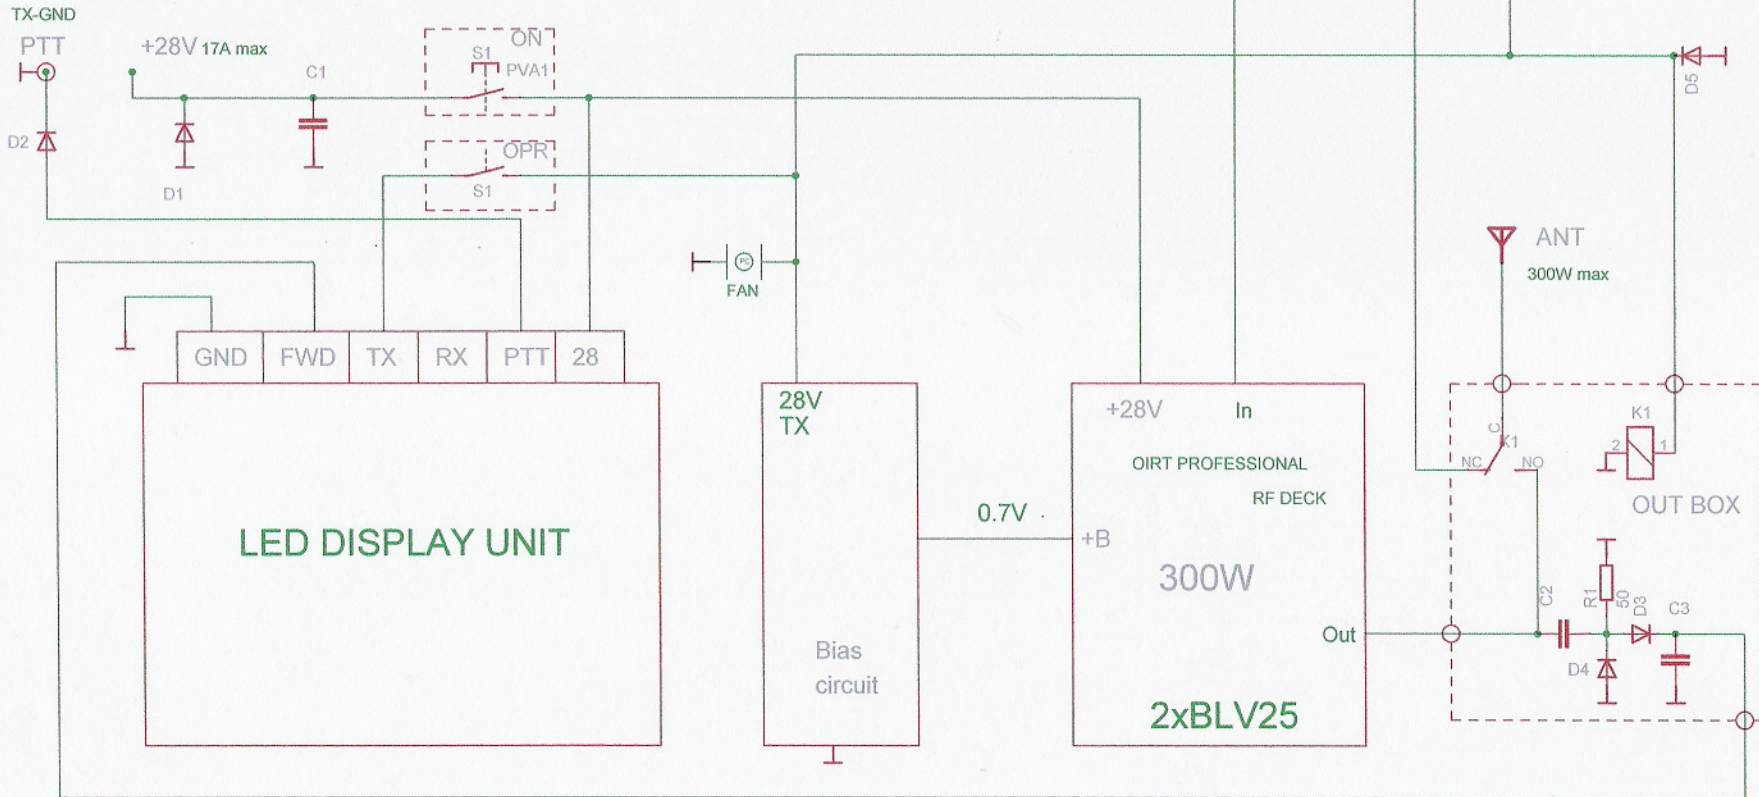 TX-GND
PTT
+28V 17A max
C1
ON
S1
PVA1
D5
D2
OPR
S1
D1
ANT
300W max
PC
FAN
GND FWD TX RX PTT 28
28V
TX
+28V
In
C
K1
NC
NO
K1
2
1
OIRT PROFESSIONAL
RF DECK
OUT BOX
LED DISPLAY UNIT
0.7V
+B
300W
C2
R1
50
D3
C3
Out
D4
Bias
circuit
2xBLV25